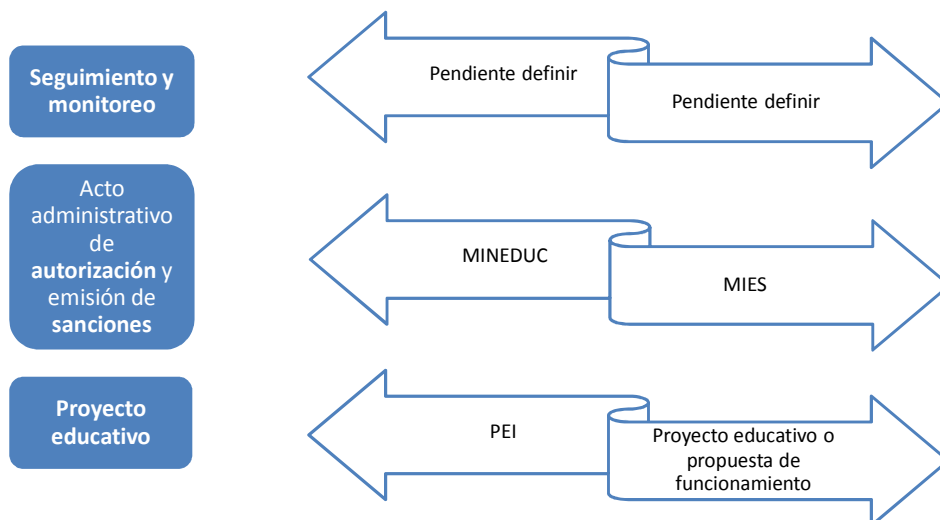 Seguimiento y
monitoreo
Pendiente definir
Pendiente definir
Acto
administrativo
de
autorización y
emisión de
sanciones
MINEDUC
MIES
Proyecto
educativo
PEI
Proyecto educativo o
propuesta de
funcionamiento